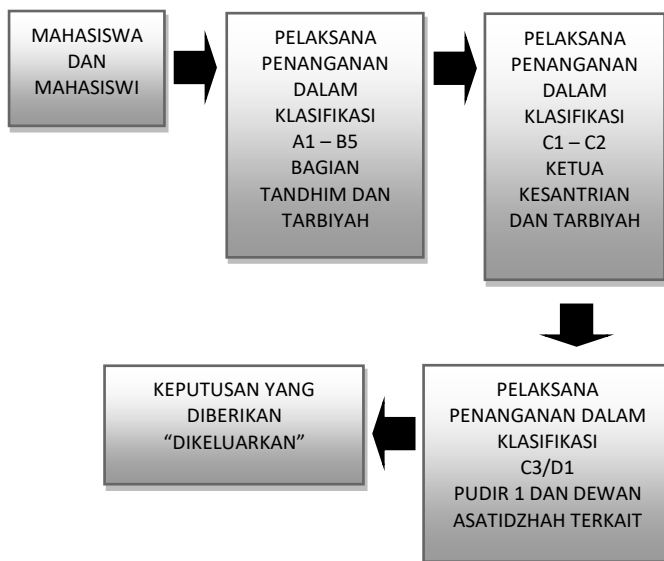 MAHASISWA
DAN
MAHASISWI
PELAKSANA
PENANGANAN
DALAM
KLASIFIKASI
A1 – B5
BAGIAN
TANDHIM DAN
TARBIYAH
PELAKSANA
PENANGANAN
DALAM
KLASIFIKASI
C1 – C2
KETUA
KESANTRIAN
DAN TARBIYAH
PELAKSANA
PENANGANAN DALAM
KLASIFIKASI
C3/D1
PUDIR 1 DAN DEWAN
ASATIDZHAH TERKAIT
KEPUTUSAN YANG
DIBERIKAN
“DIKELUARKAN”